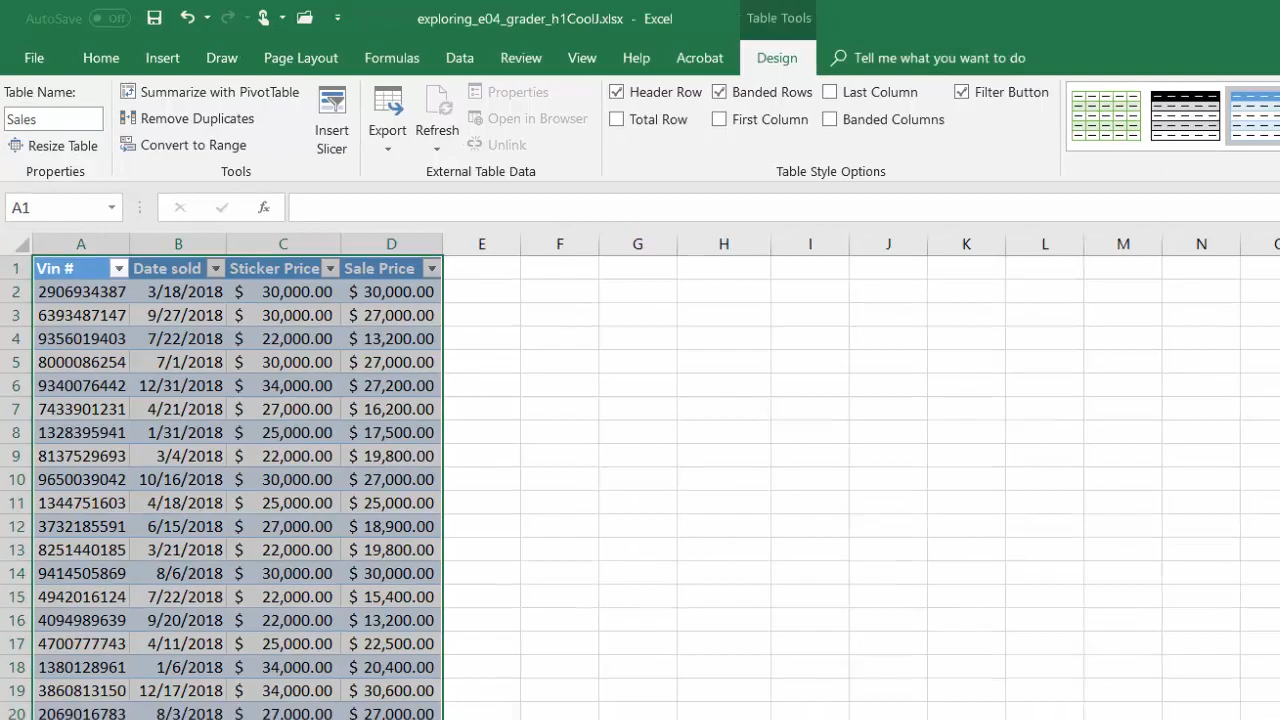 AutoSave Off exploring_e04_grader_h1CoolJ.xlsx - Excel Table Tools
File Home Insert Draw Page Layout Formulas Data Review View Help Acrobat Design Tell me what you want to do
Table Name: Summarize with PivotTable Properties Header Row Banded Rows Last Column Filter Button
Sales Remove Duplicates Insert Slicer Export Refresh Open in Browser Total Row First Column Banded Columns
Resize Table Convert to Range Unlink
Properties Tools External Table Data Table Style Options
A1 fx
A B C D E F G H I J K L M N
1 Vin # Date sold Sticker Price Sale Price
2 2906934387 3/18/2018 $ 30,000.00 $ 30,000.00
3 6393487147 9/27/2018 $ 30,000.00 $ 27,000.00
4 9356019403 7/22/2018 $ 22,000.00 $ 13,200.00
5 8000086254 7/1/2018 $ 30,000.00 $ 27,000.00
6 9340076442 12/31/2018 $ 34,000.00 $ 27,200.00
7 7433901231 4/21/2018 $ 27,000.00 $ 16,200.00
8 1328395941 1/31/2018 $ 25,000.00 $ 17,500.00
9 8137529693 3/4/2018 $ 22,000.00 $ 19,800.00
10 9650039042 10/16/2018 $ 30,000.00 $ 27,000.00
11 1344751603 4/18/2018 $ 25,000.00 $ 25,000.00
12 3732185591 6/15/2018 $ 27,000.00 $ 18,900.00
13 8251440185 3/21/2018 $ 22,000.00 $ 19,800.00
14 9414505869 8/6/2018 $ 30,000.00 $ 30,000.00
15 4942016124 7/22/2018 $ 22,000.00 $ 15,400.00
16 4094989639 9/20/2018 $ 22,000.00 $ 13,200.00
17 4700777743 4/11/2018 $ 25,000.00 $ 22,500.00
18 1380128961 1/6/2018 $ 34,000.00 $ 20,400.00
19 3860813150 12/17/2018 $ 34,000.00 $ 30,600.00
20 2069016783 8/3/2018 $ 27,000.00 $ 27,000.00